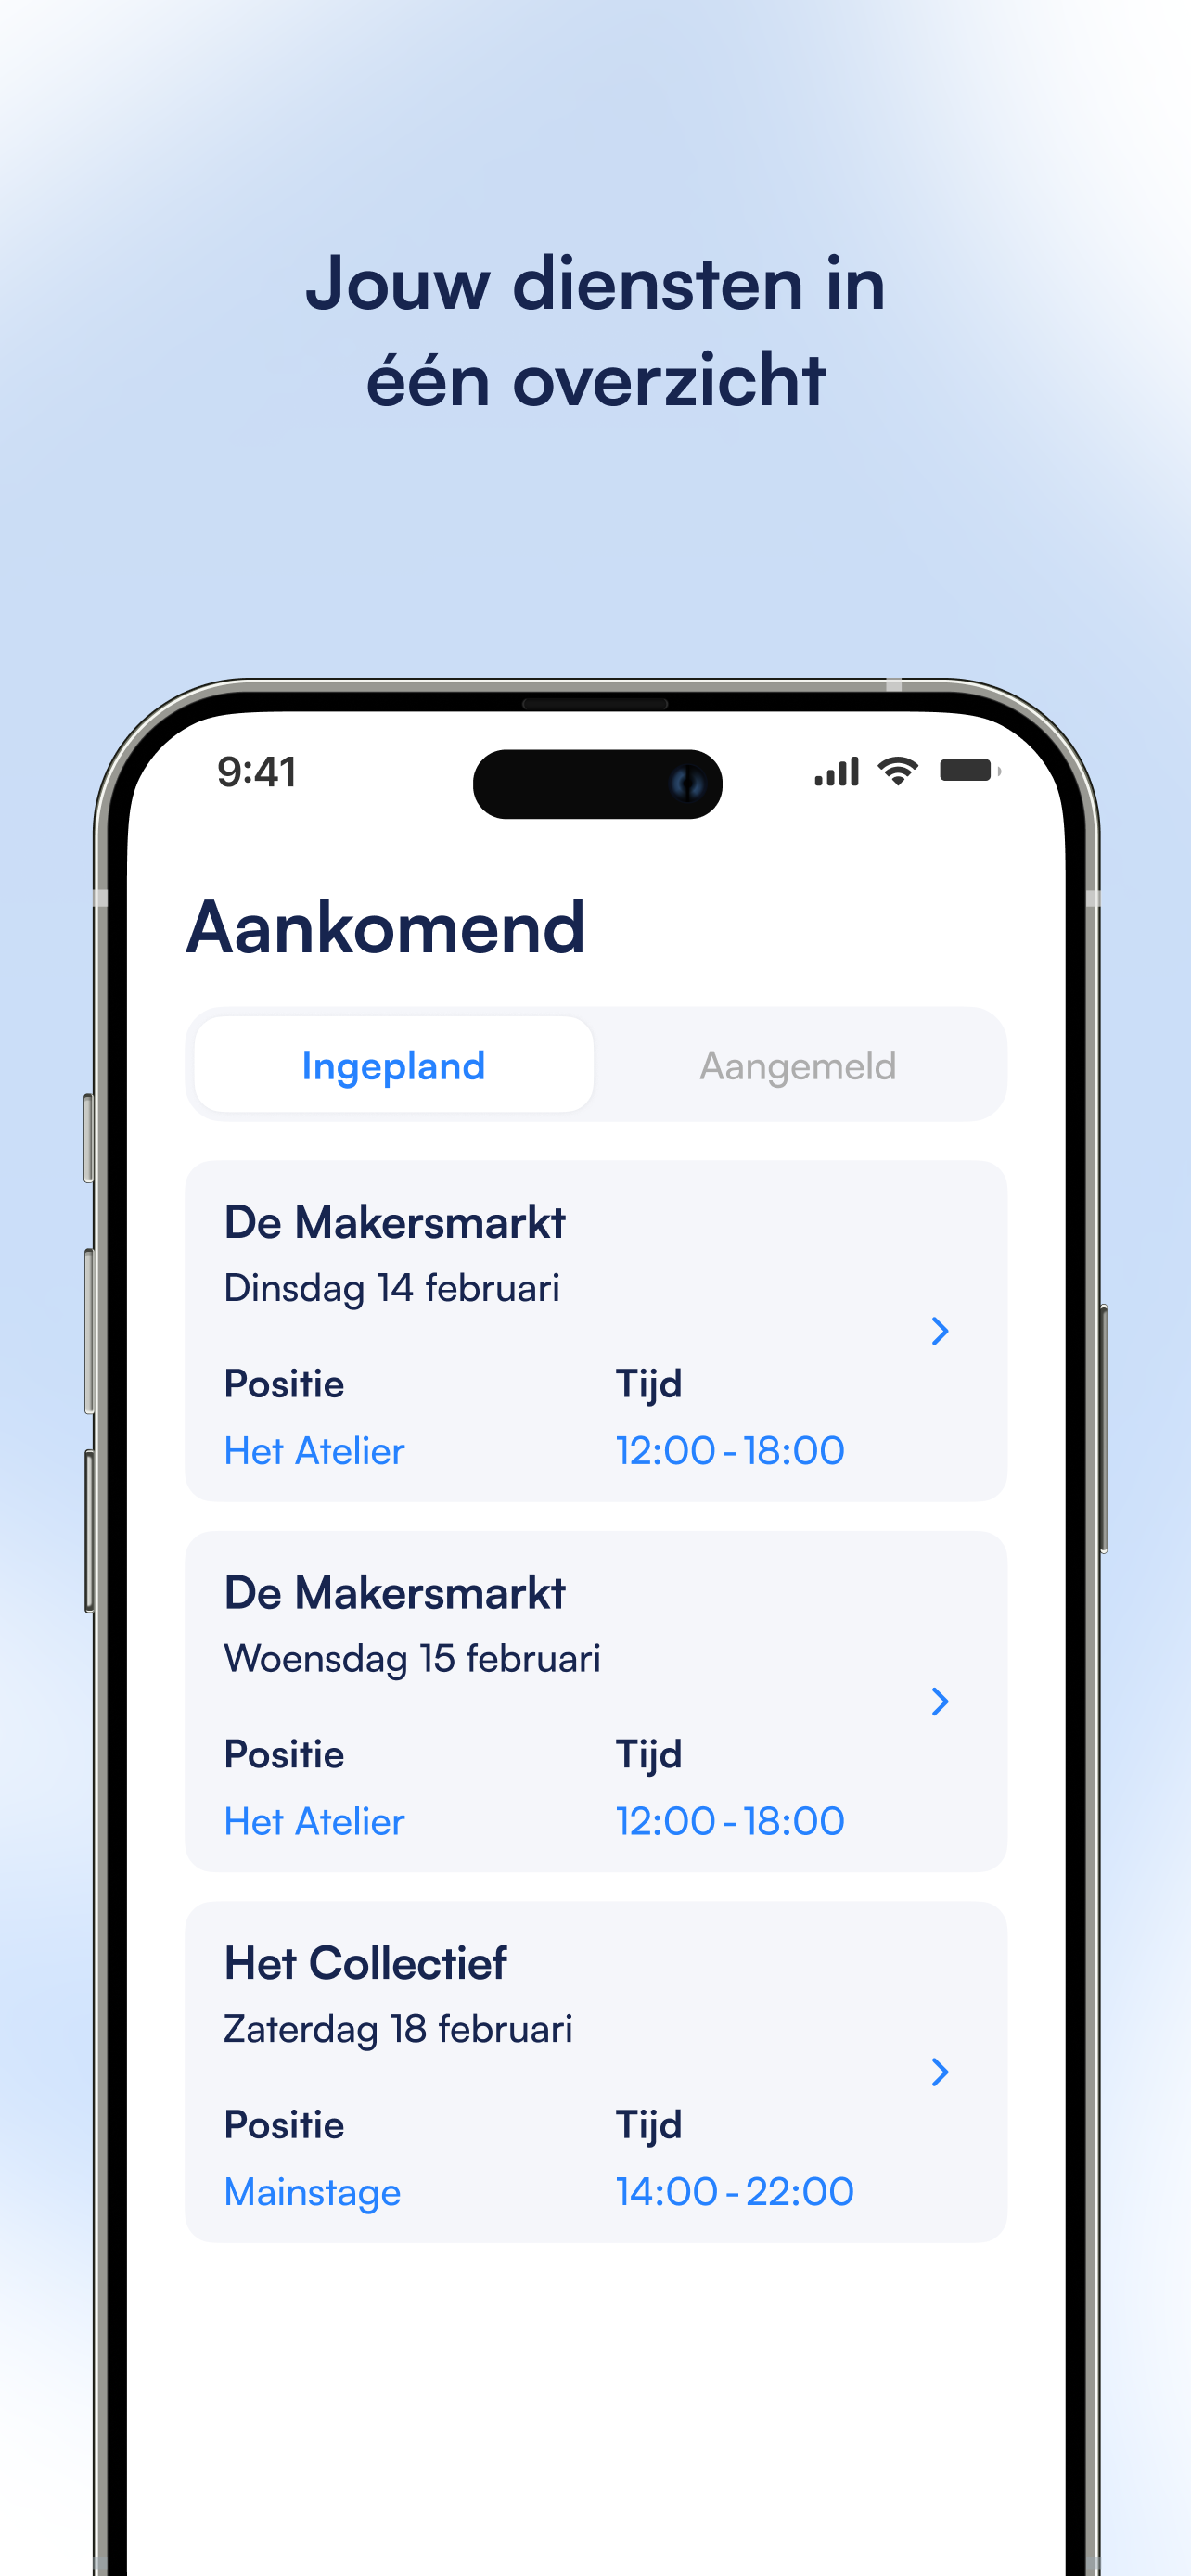 Jouw diensten in
één overzicht
9:41
Aankomend
Ingepland Aangemeld
De Makersmarkt
Dinsdag 14 februari
Positie Tijd
Het Atelier 12:00 - 18:00
De Makersmarkt
Woensdag 15 februari
Positie Tijd
Het Atelier 12:00 - 18:00
Het Collectief
Zaterdag 18 februari
Positie Tijd
Mainstage 14:00 - 22:00